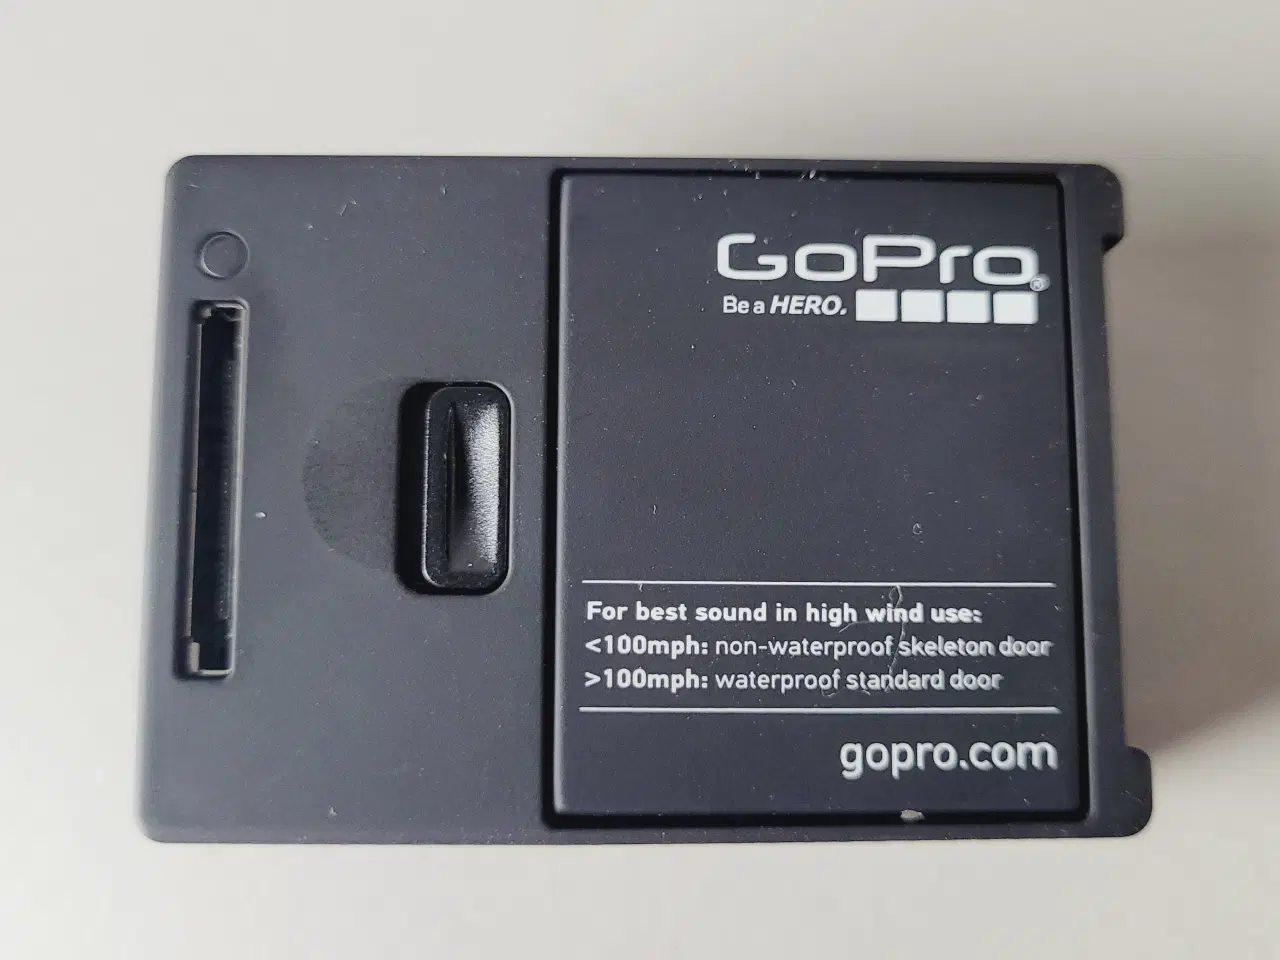 GoPro®
Be a HERO.
For best sound in high wind use:
<100mph: non-waterproof skeleton door
>100mph: waterproof standard door
gopro.com